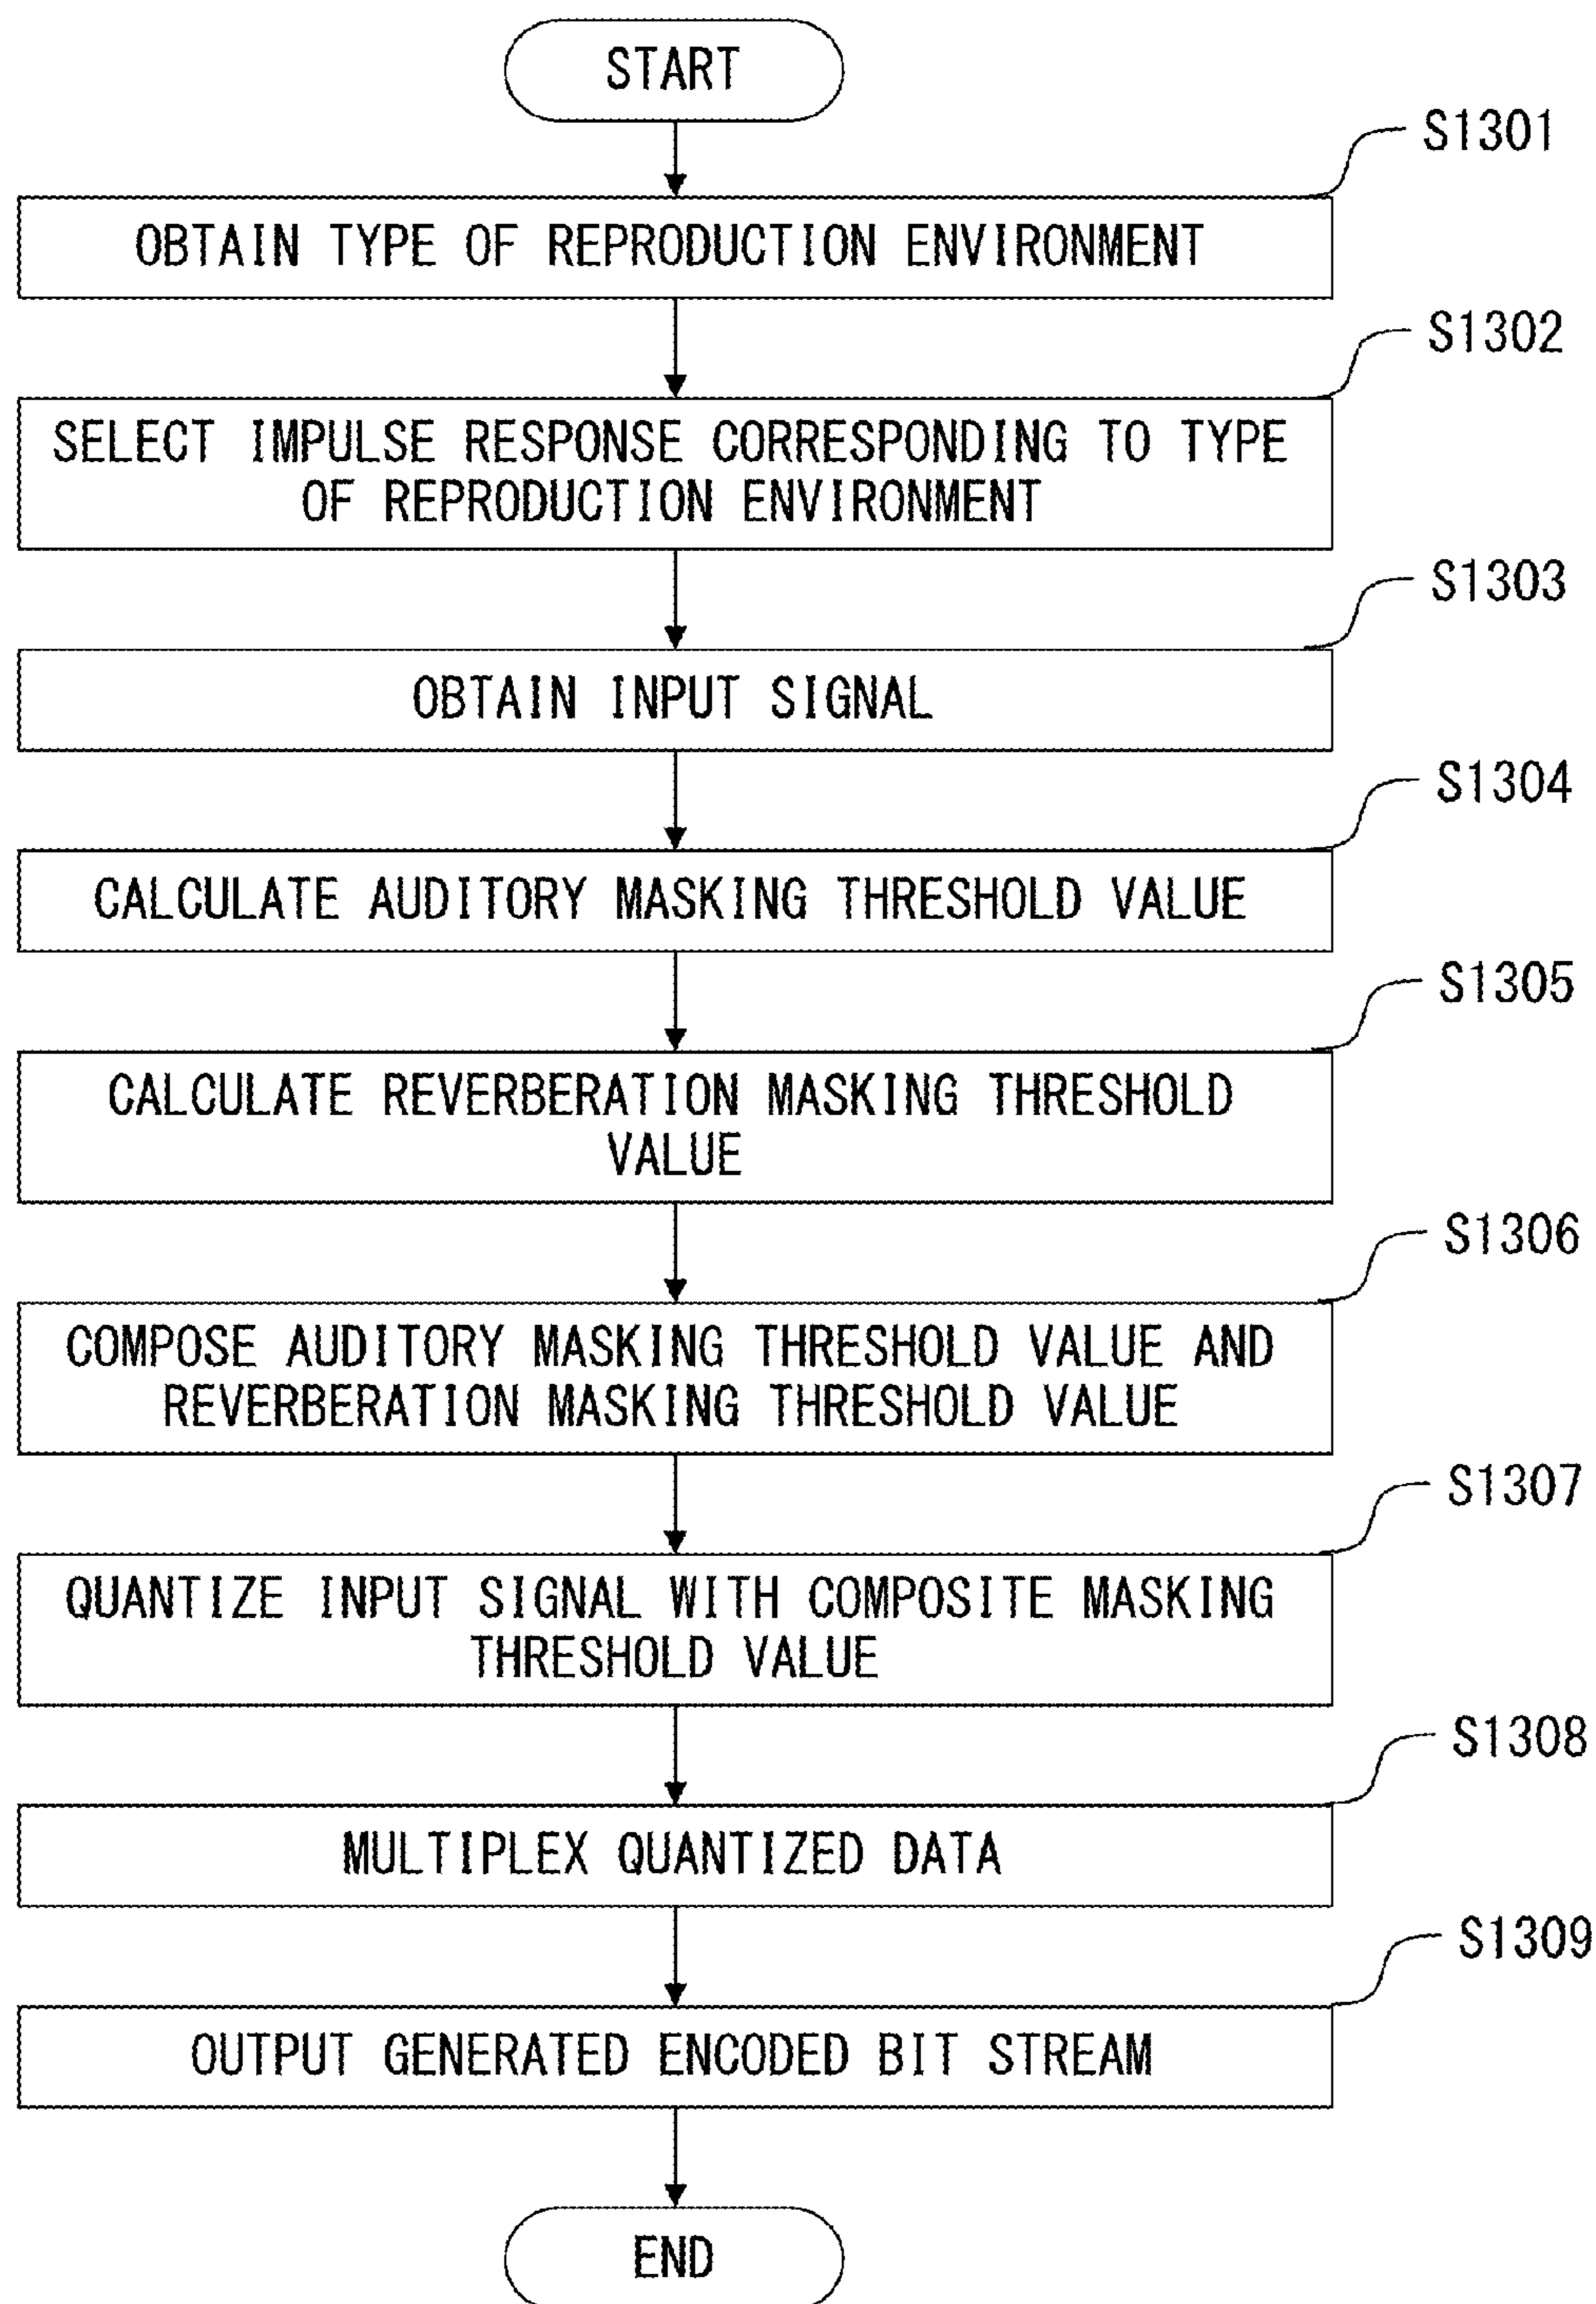 START
S1301
OBTAIN TYPE OF REPRODUCTION ENVIRONMENT
S1302
SELECT IMPULSE RESPONSE CORRESPONDING TO TYPE
OF REPRODUCTION ENVIRONMENT
S1303
OBTAIN INPUT SIGNAL
S1304
CALCULATE AUDITORY MASKING THRESHOLD VALUE
S1305
CALCULATE REVERBERATION MASKING THRESHOLD
VALUE
S1306
COMPOSE AUDITORY MASKING THRESHOLD VALUE AND
REVERBERATION MASKING THRESHOLD VALUE
S1307
QUANTIZE INPUT SIGNAL WITH COMPOSITE MASKING
THRESHOLD VALUE
S1308
MULTIPLEX QUANTIZED DATA
S1309
OUTPUT GENERATED ENCODED BIT STREAM
END